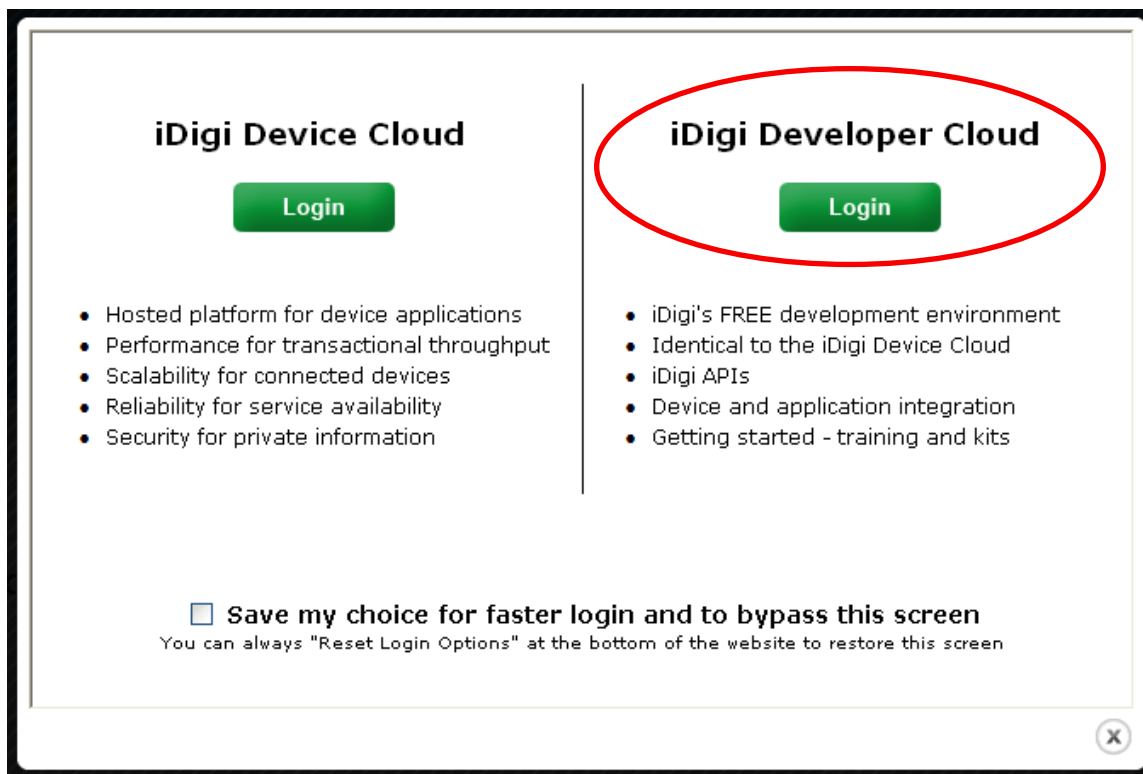 iDigi Device Cloud
Login
Hosted platform for device applications
Performance for transactional throughput
Scalability for connected devices
Reliability for service availability
Security for private information
iDigi Developer Cloud
Login
iDigi's FREE development environment
Identical to the iDigi Device Cloud
iDigi APIs
Device and application integration
Getting started - training and kits
Save my choice for faster login and to bypass this screen
You can always "Reset Login Options" at the bottom of the website to restore this screen